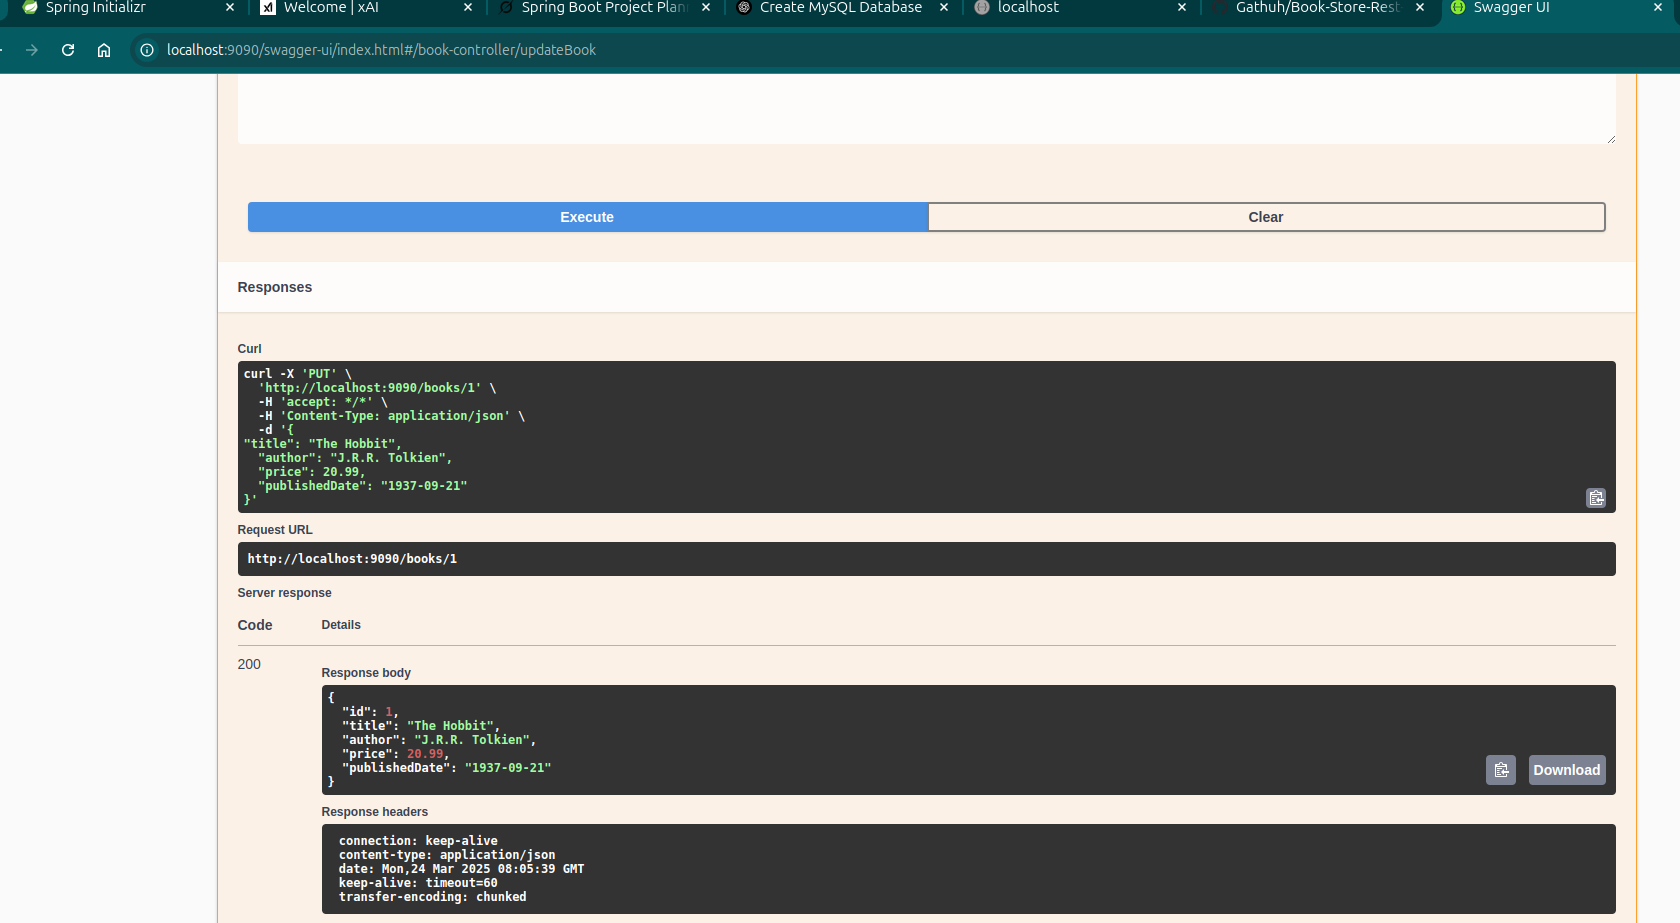 Spring Initializr
Welcome | xAI
Spring Boot Project Plan
Create MySQL Database
localhost
Gathuh/Book-Store-Rest
Swagger UI
localhost:9090/swagger-ui/index.html#/book-controller/updateBook
Execute
Clear
Responses
Curl
curl -X 'PUT' \
  'http://localhost:9090/books/1' \
  -H 'accept: */*' \
  -H 'Content-Type: application/json' \
  -d '{
"title": "The Hobbit",
  "author": "J.R.R. Tolkien",
  "price": 20.99,
  "publishedDate": "1937-09-21"
}'
Request URL
http://localhost:9090/books/1
Server response
Code
Details
200
Response body
{
  "id": 1,
  "title": "The Hobbit",
  "author": "J.R.R. Tolkien",
  "price": 20.99,
  "publishedDate": "1937-09-21"
}
Download
Response headers
connection: keep-alive
content-type: application/json
date: Mon,24 Mar 2025 08:05:39 GMT
keep-alive: timeout=60
transfer-encoding: chunked